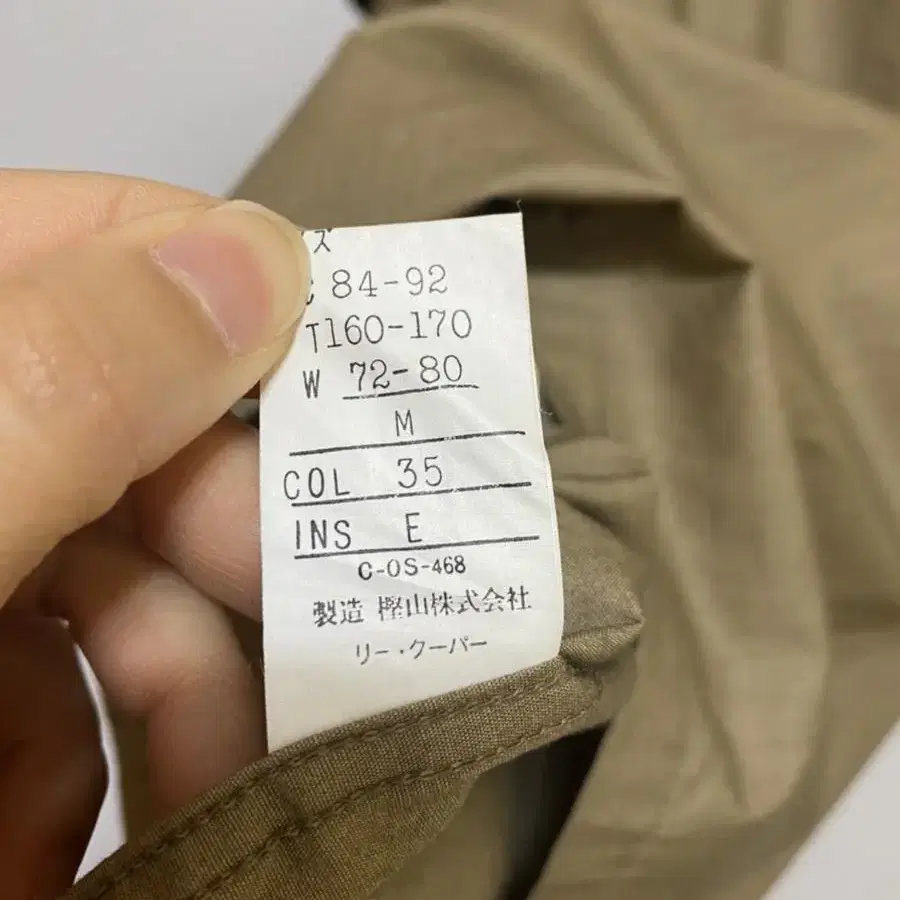 イズ
C 84-92
T160-170
W 72-80
M
COL 35
INS E
C-OS-468
製造 樫山株式会社
リー・クーパー